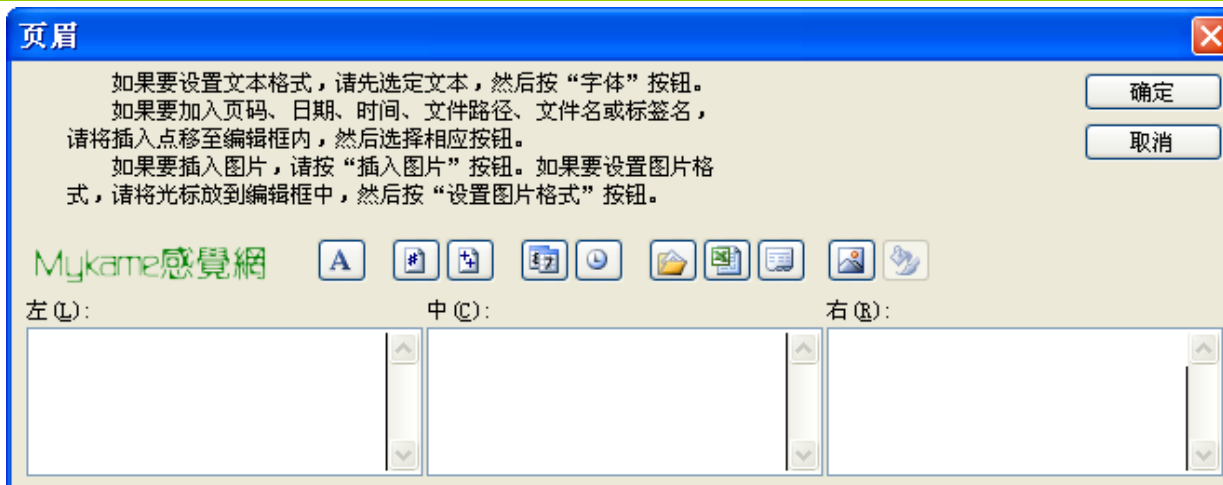 页眉
如果要设置文本格式，请先选定文本，然后按“字体”按钮。
如果要加入页码、日期、时间、文件路径、文件名或标签名，
请将插入点移至编辑框内，然后选择相应按钮。
如果要插入图片，请按“插入图片”按钮。如果要设置图片格
式，请将光标放到编辑框中，然后按“设置图片格式”按钮。
确定
取消
Mykame感覺網
A
左(L)：
中(C)：
右(R)：